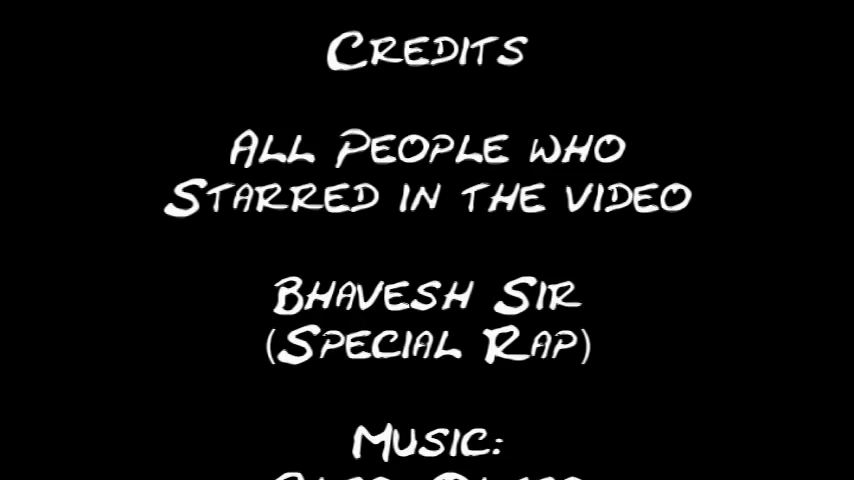 Credits
All People who
Starred in the video
Bhavesh Sir
(Special Rap)
Music: